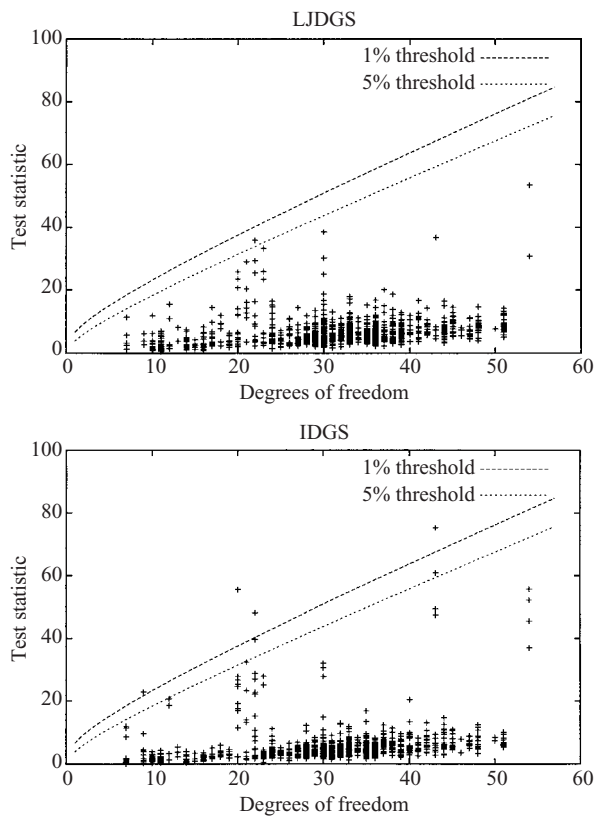 LJDGS
100
80
60
40
20
0
1% threshold
5% threshold
Test statistic
0 10 20 30 40 50 60
Degrees of freedom
IDGS
100
80
60
40
20
0
1% threshold
5% threshold
Test statistic
0 10 20 30 40 50 60
Degrees of freedom